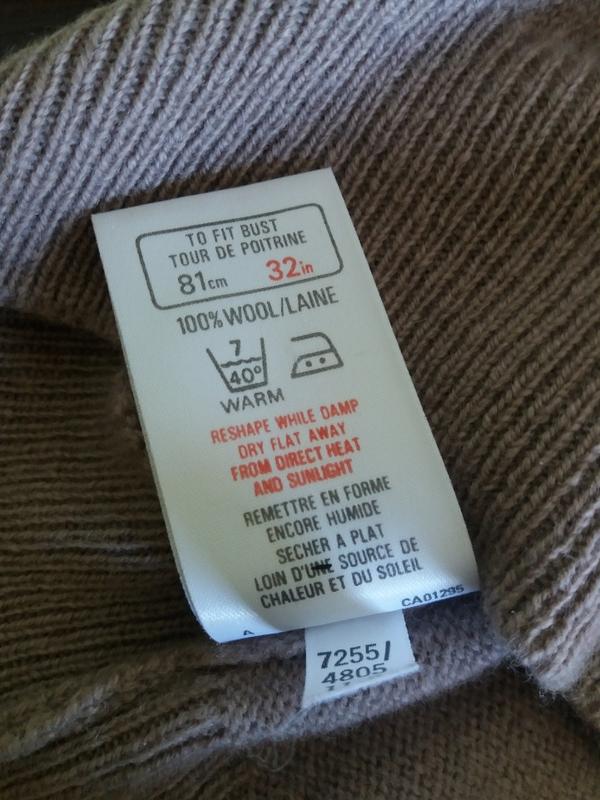 TO FIT BUST
TOUR DE POITRINE
81cm 32in
100% WOOL/LAINE
7
40°
WARM
RESHAPE WHILE DAMP
DRY FLAT AWAY
FROM DIRECT HEAT
AND SUNLIGHT
REMETTRE EN FORME
ENCORE HUMIDE
SECHER A PLAT
LOIN D'UNE SOURCE DE
CHALEUR ET DU SOLEIL
A CA01295
7255/
4805